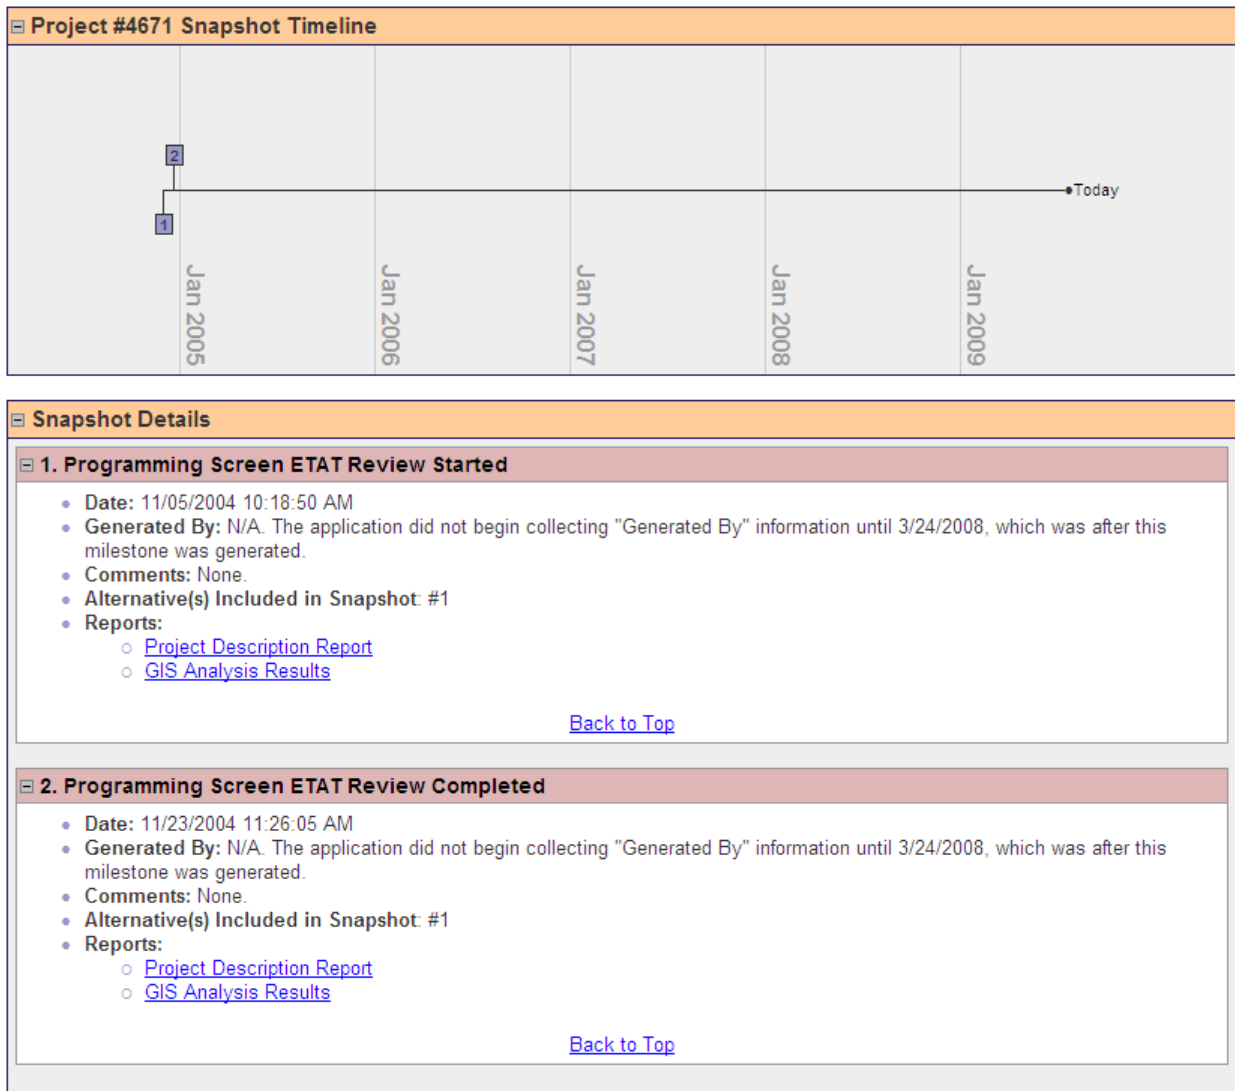 Project #4671 Snapshot Timeline
2
Today
1
Jan 2005
Jan 2006
Jan 2007
Jan 2008
Jan 2009
Snapshot Details
1. Programming Screen ETAT Review Started
Date: 11/05/2004 10:18:50 AM
Generated By: N/A. The application did not begin collecting "Generated By" information until 3/24/2008, which was after this
milestone was generated.
Comments: None.
Alternative(s) Included in Snapshot: #1
Reports:
Project Description Report
GIS Analysis Results
Back to Top
2. Programming Screen ETAT Review Completed
Date: 11/23/2004 11:26:05 AM
Generated By: N/A. The application did not begin collecting "Generated By" information until 3/24/2008, which was after this
milestone was generated.
Comments: None.
Alternative(s) Included in Snapshot: #1
Reports:
Project Description Report
GIS Analysis Results
Back to Top